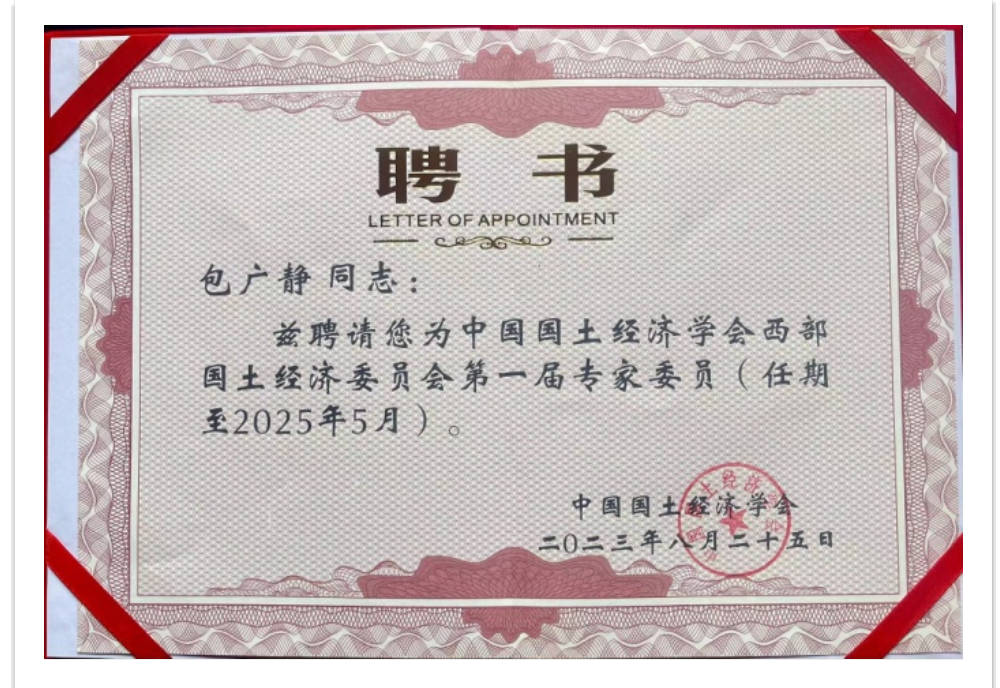 聘 书
LETTER OF APPOINTMENT
包广静 同志：
兹聘请您为中国国土经济学会西部
国土经济委员会第一届专家委员（任期
至2025年5月）。
中国国土经济学会
二0二三年八月二十五日